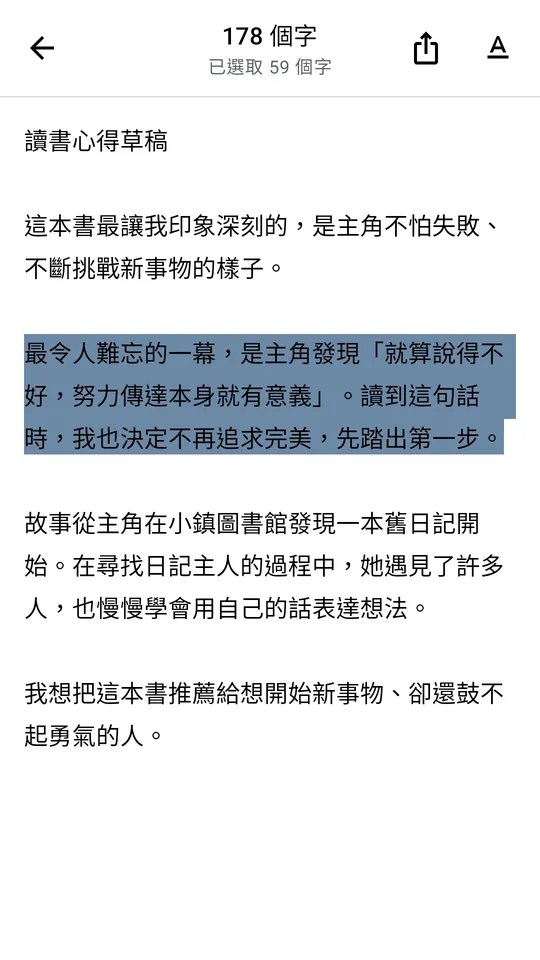 178 個字
已選取 59 個字
讀書心得草稿
這本書最讓我印象深刻的，是主角不怕失敗、
不斷挑戰新事物的樣子。
最令人難忘的一幕，是主角發現「就算說得不
好，努力傳達本身就有意義」。讀到這句話
時，我也決定不再追求完美，先踏出第一步。
故事從主角在小鎮圖書館發現一本舊日記開
始。在尋找日記主人的過程中，她遇見了許多
人，也慢慢學會用自己的話表達想法。
我想把這本書推薦給想開始新事物、卻還鼓不
起勇氣的人。